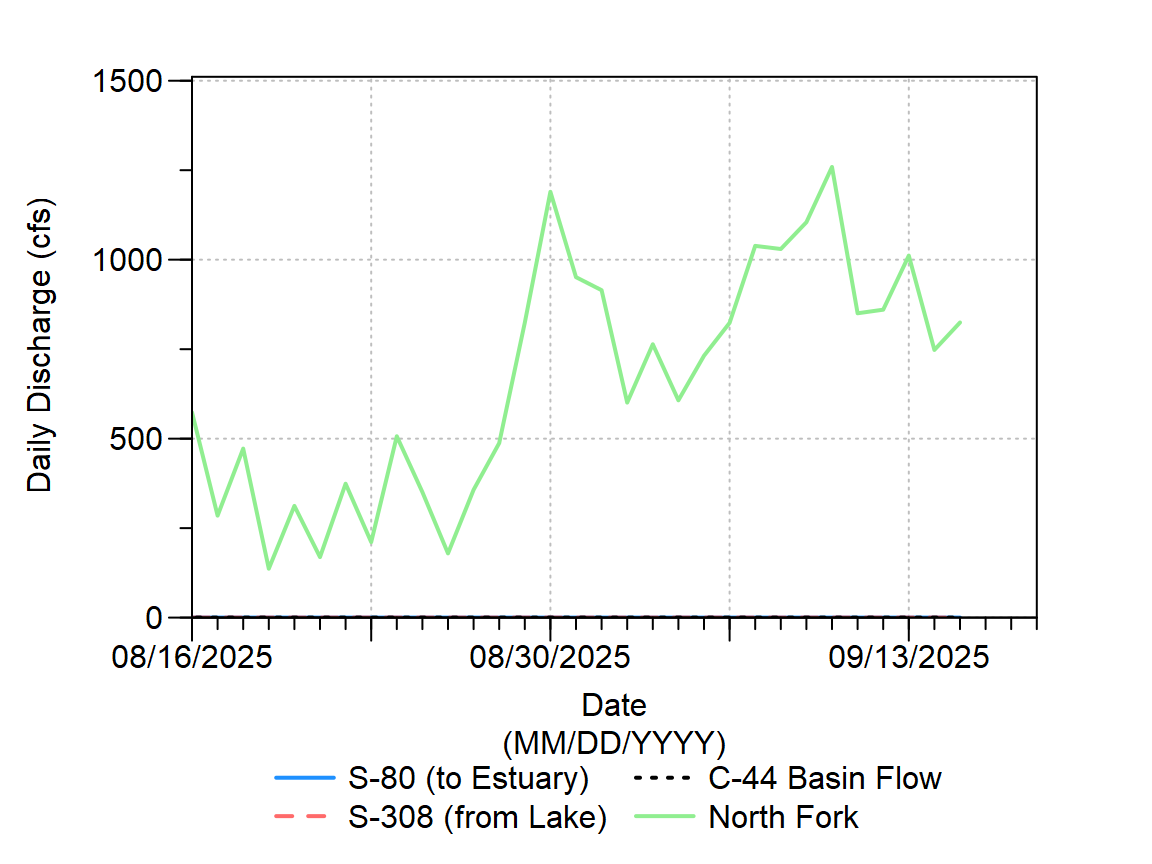 1500
1000
500
0
Daily Discharge (cfs)
08/16/2025 08/30/2025 09/13/2025
Date
(MM/DD/YYYY)
S-80 (to Estuary) C-44 Basin Flow
S-308 (from Lake) North Fork